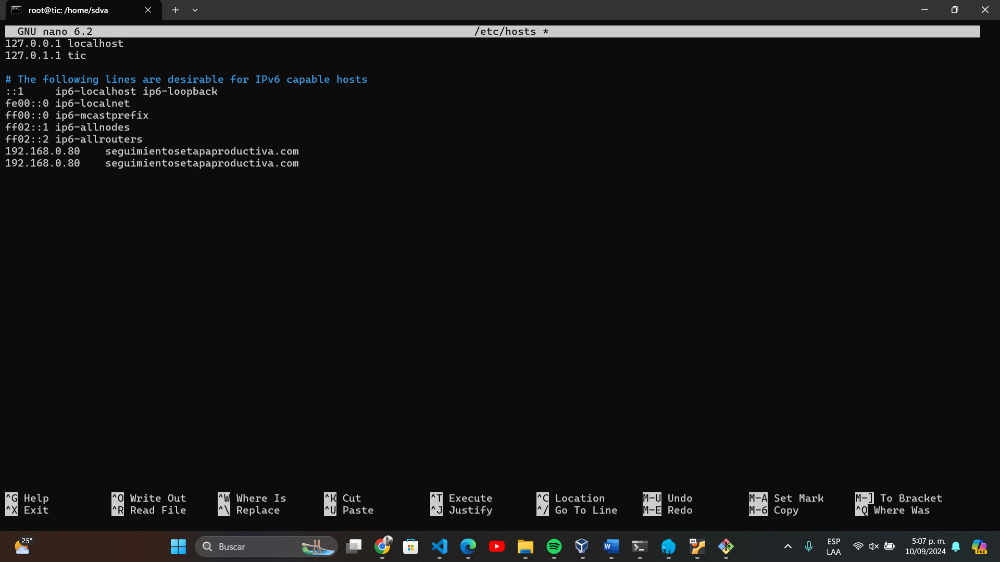 root@tic: /home/sdva
GNU nano 6.2 /etc/hosts *
127.0.0.1 localhost
127.0.1.1 tic
# The following lines are desirable for IPv6 capable hosts
::1 ip6-localhost ip6-loopback
fe00::0 ip6-localnet
ff00::0 ip6-mcastprefix
ff02::1 ip6-allnodes
ff02::2 ip6-allrouters
192.168.0.80 seguimientosetapaproductiva.com
192.168.0.80 seguimientosetapaproductiva.com
^G Help ^O Write Out ^W Where Is ^K Cut ^T Execute ^C Location M-U Undo M-A Set Mark M-] To Bracket
^X Exit ^R Read File ^\ Replace ^U Paste ^J Justify ^/ Go To Line M-E Redo M-6 Copy ^Q Where Was
25°
Buscar
W
64
ESP
LAA
5:07 p. m.
10/09/2024
PRE